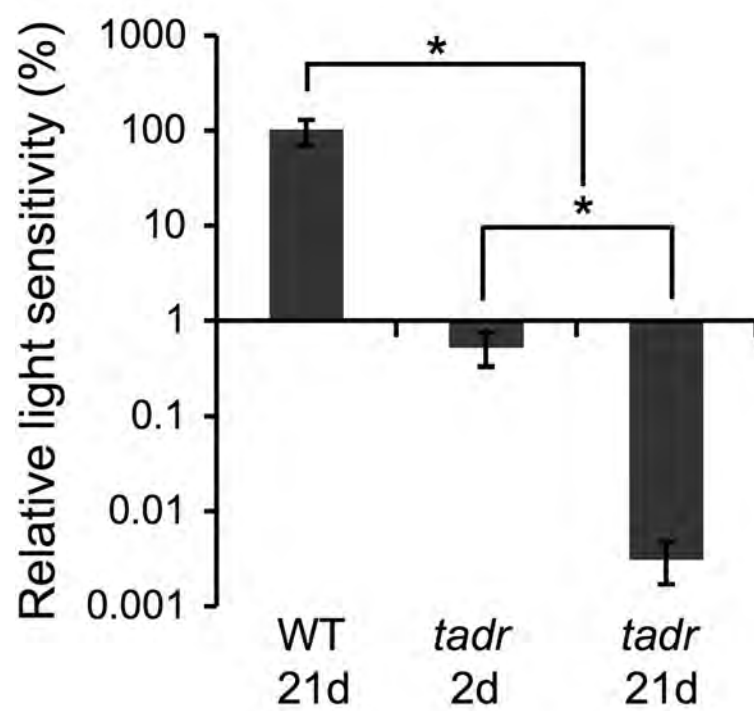 Relative light sensitivity (%)
1000
100
10
1
0.1
0.01
0.001
*
*
WT
21d
tadr
2d
tadr
21d